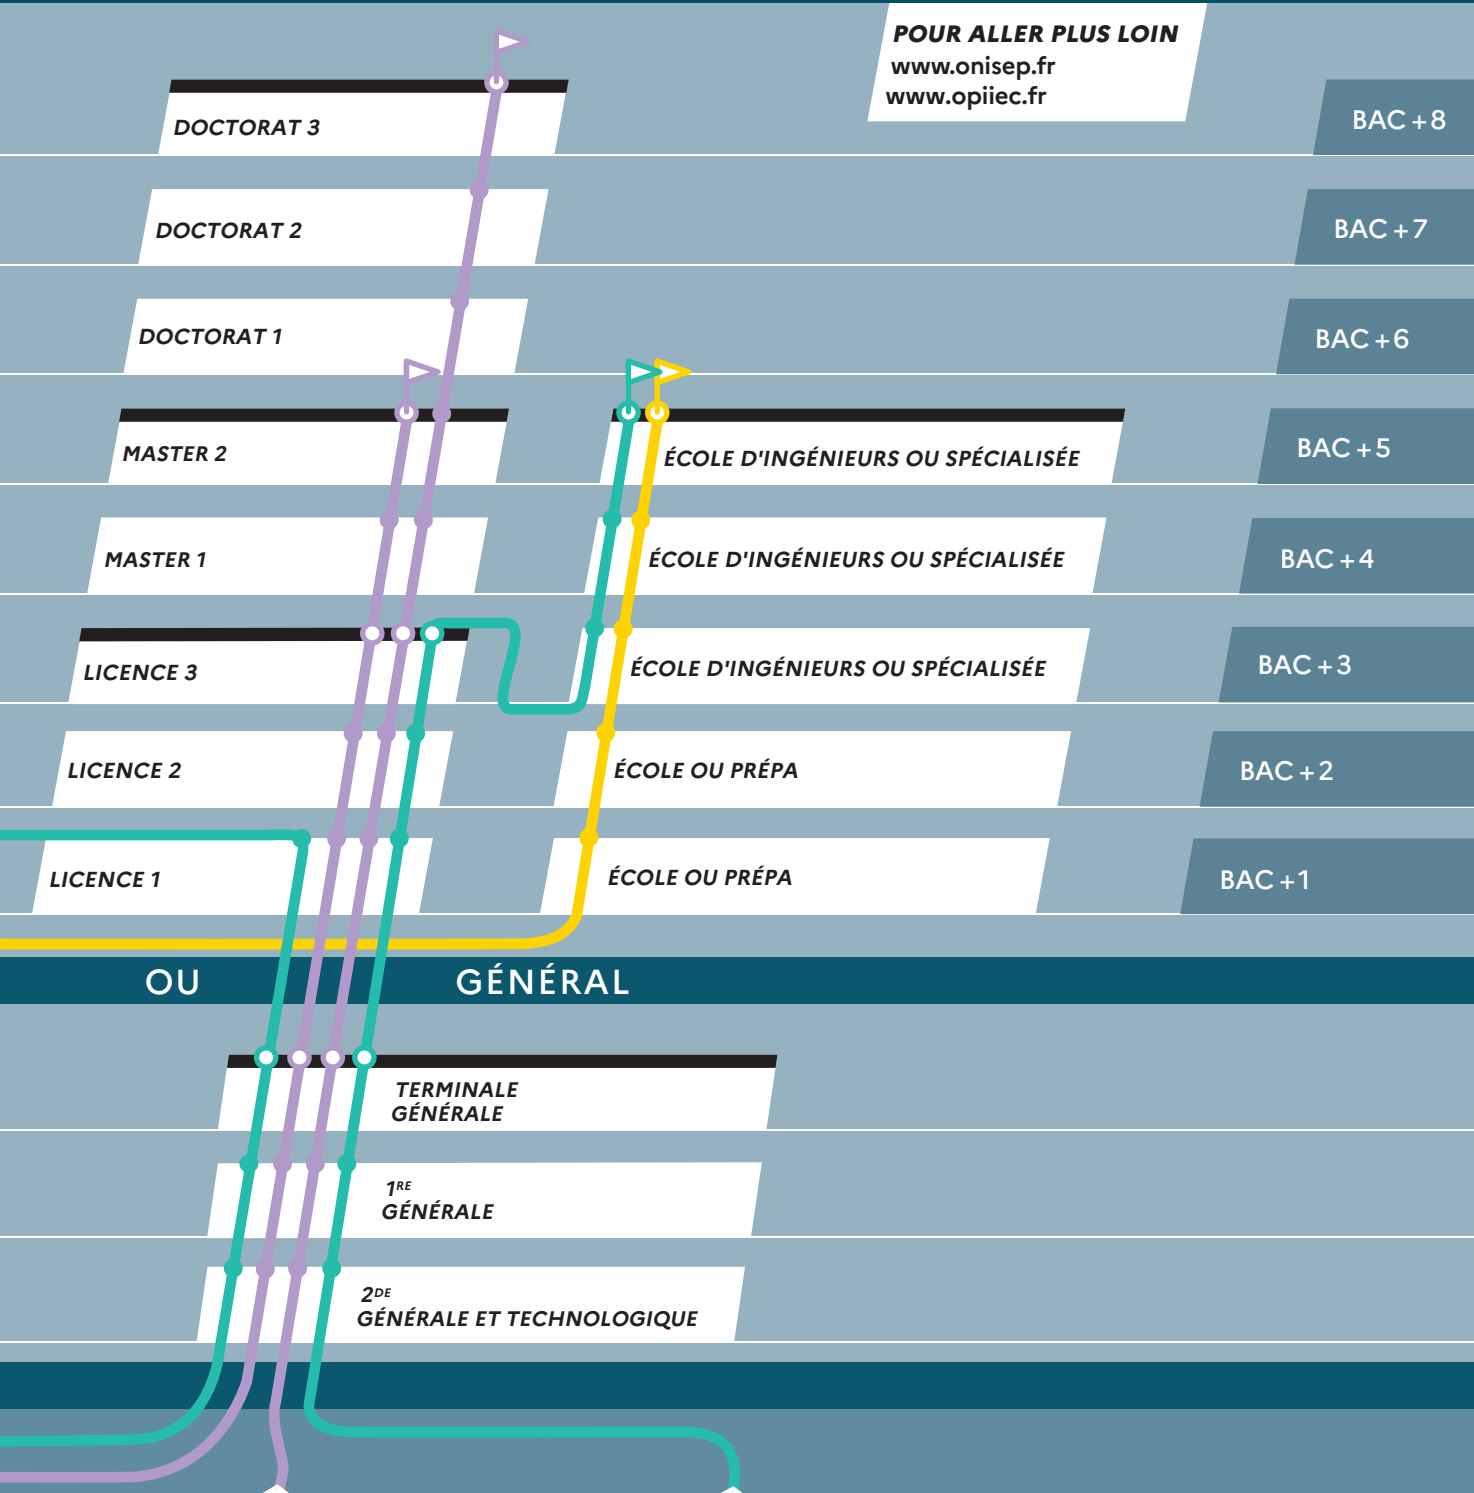 POUR ALLER PLUS LOIN
www.onisep.fr
www.opiiec.fr
DOCTORAT 3
BAC +8
DOCTORAT 2
BAC +7
DOCTORAT 1
BAC +6
MASTER 2
ÉCOLE D'INGÉNIEURS OU SPÉCIALISÉE
BAC +5
MASTER 1
ÉCOLE D'INGÉNIEURS OU SPÉCIALISÉE
BAC +4
LICENCE 3
ÉCOLE D'INGÉNIEURS OU SPÉCIALISÉE
BAC +3
LICENCE 2
ÉCOLE OU PRÉPA
BAC +2
LICENCE 1
ÉCOLE OU PRÉPA
BAC +1
OU GÉNÉRAL
TERMINALE
GÉNÉRALE
1RE
GÉNÉRALE
2DE
GÉNÉRALE ET TECHNOLOGIQUE